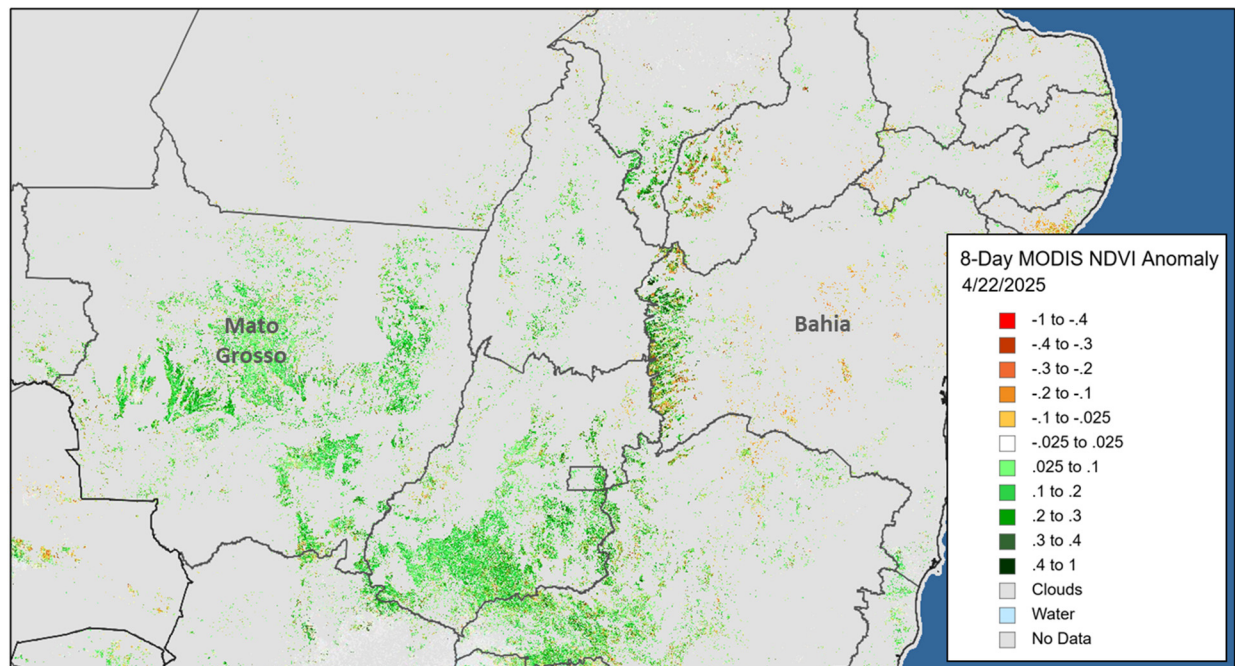 Mato
Grosso
Bahia
8-Day MODIS NDVI Anomaly
4/22/2025
-1 to -.4
-.4 to -.3
-.3 to -.2
-.2 to -.1
-.1 to -.025
-.025 to .025
.025 to .1
.1 to .2
.2 to .3
.3 to .4
.4 to 1
Clouds
Water
No Data